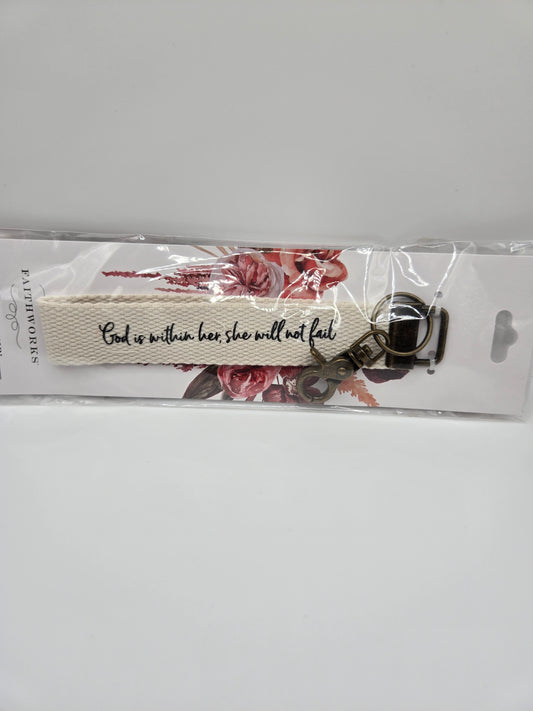 God is within her, she will not fail
FAITHWORKS